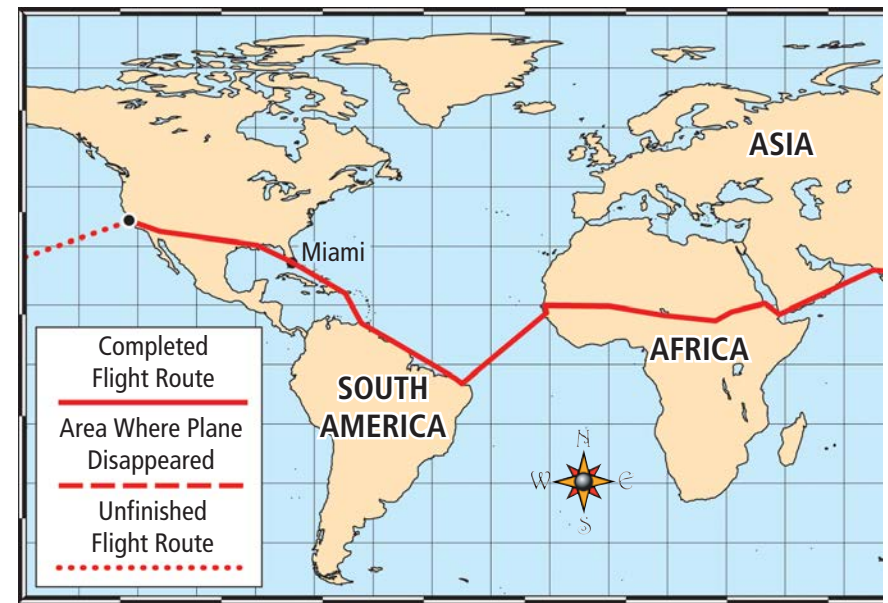 ASIA
Miami
AFRICA
SOUTH
AMERICA
Completed
Flight Route
Area Where Plane
Disappeared
Unfinished
Flight Route
N
W
E
S